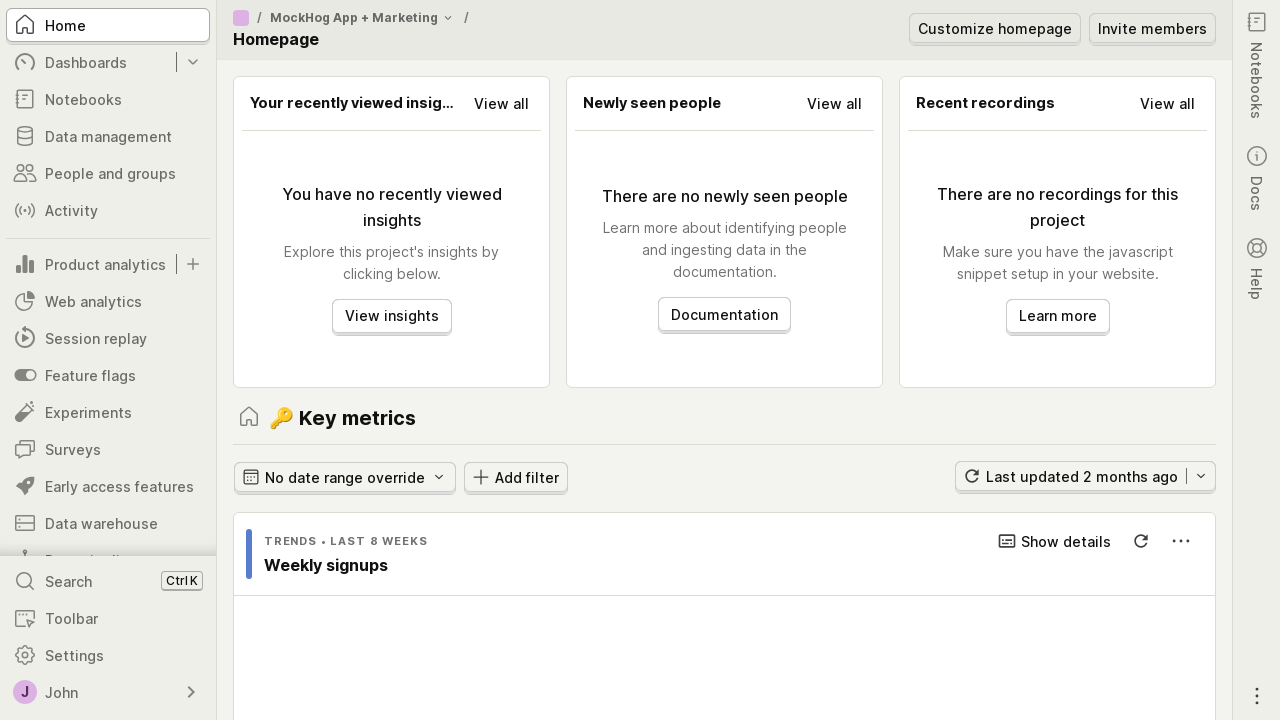 Home
Dashboards
Notebooks
Data management
People and groups
Activity
Product analytics
Web analytics
Session replay
Feature flags
Experiments
Surveys
Early access features
Data warehouse
Search
Ctrl K
Toolbar
Settings
J
John
/ MockHog App + Marketing /
Homepage
Customize homepage
Invite members
Your recently viewed insig...
View all
You have no recently viewed
insights
Explore this project's insights by
clicking below.
View insights
Newly seen people
View all
There are no newly seen people
Learn more about identifying people
and ingesting data in the
documentation.
Documentation
Recent recordings
View all
There are no recordings for this
project
Make sure you have the javascript
snippet setup in your website.
Learn more
🔑 Key metrics
No date range override
Add filter
Last updated 2 months ago
TRENDS • LAST 8 WEEKS
Weekly signups
Show details
Notebooks
Docs
Help